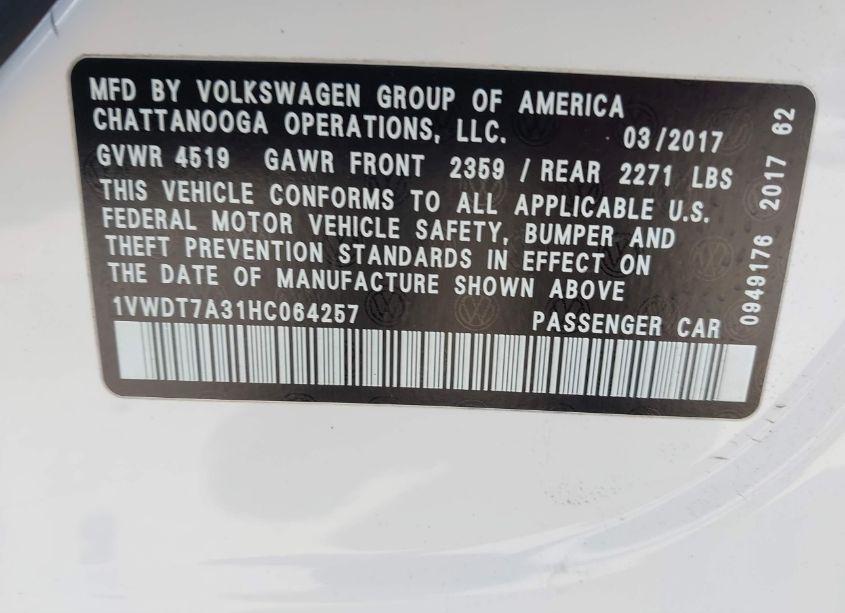 MFD BY VOLKSWAGEN GROUP OF AMERICA
CHATTANOOGA OPERATIONS, LLC. 03/2017
GVWR 4519 GAWR FRONT 2359 / REAR 2271 LBS
THIS VEHICLE CONFORMS TO ALL APPLICABLE U.S.
FEDERAL MOTOR VEHICLE SAFETY, BUMPER AND
THEFT PREVENTION STANDARDS IN EFFECT ON
THE DATE OF MANUFACTURE SHOWN ABOVE
1VWDT7A31HC064257 PASSENGER CAR
0949176 2017 62